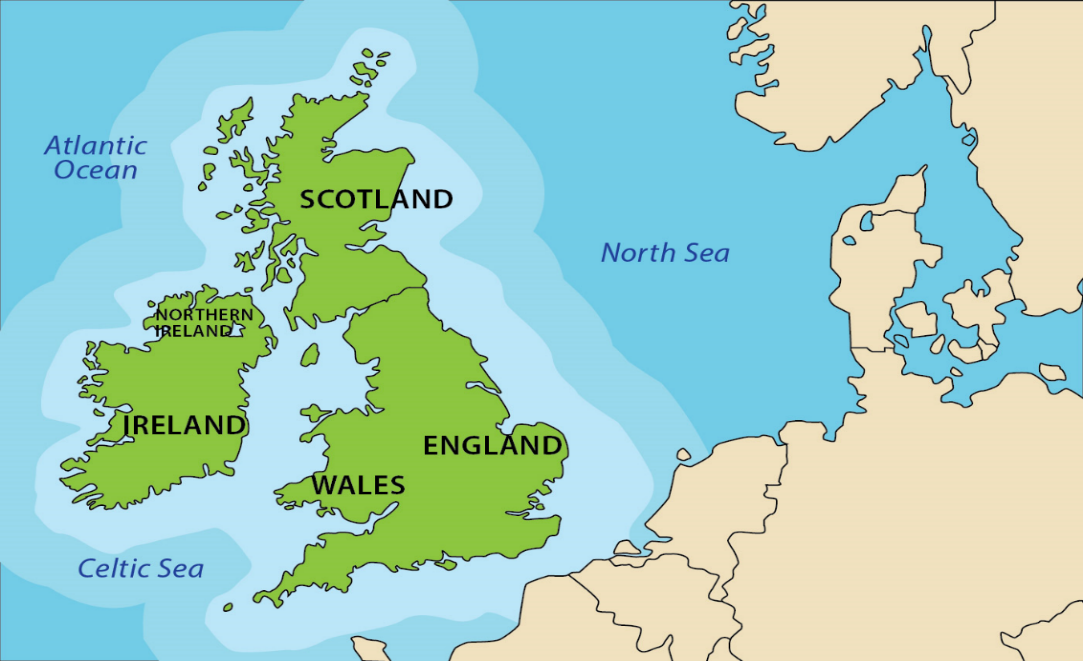 Atlantic
Ocean
SCOTLAND
North Sea
NORTHERN
IRELAND
IRELAND
ENGLAND
WALES
Celtic Sea